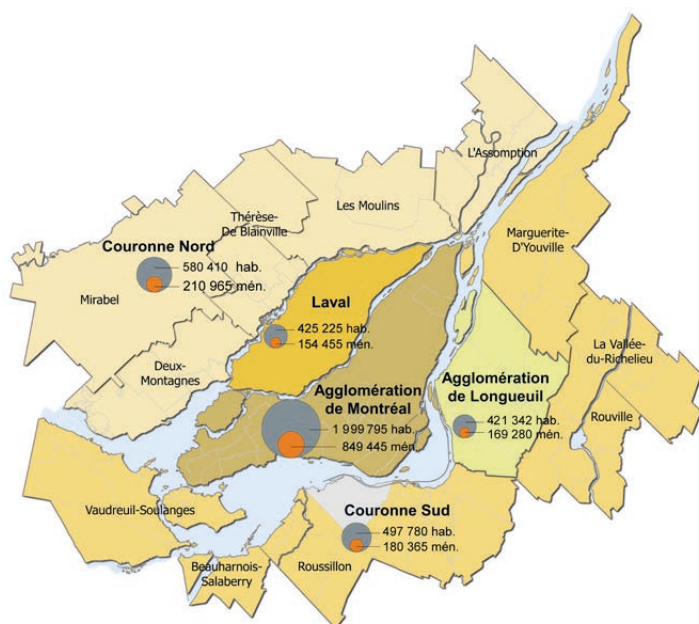 L'Assomption
Les Moulins
Thérèse-
De Blainville
Marguerite-
D'Youville
Couronne Nord
580 410 hab.
210 965 mén.
Mirabel
Laval
425 225 hab.
154 455 mén.
La Vallée-
du-Richelieu
Deux-
Montagnes
Agglomération
de Longueuil
421 342 hab.
169 280 mén.
Agglomération
de Montréal
1 999 795 hab.
849 445 mén.
Rouville
Vaudreuil-Soulanges
Couronne Sud
497 780 hab.
180 365 mén.
Beauharnois-
Salaberry
Roussillon